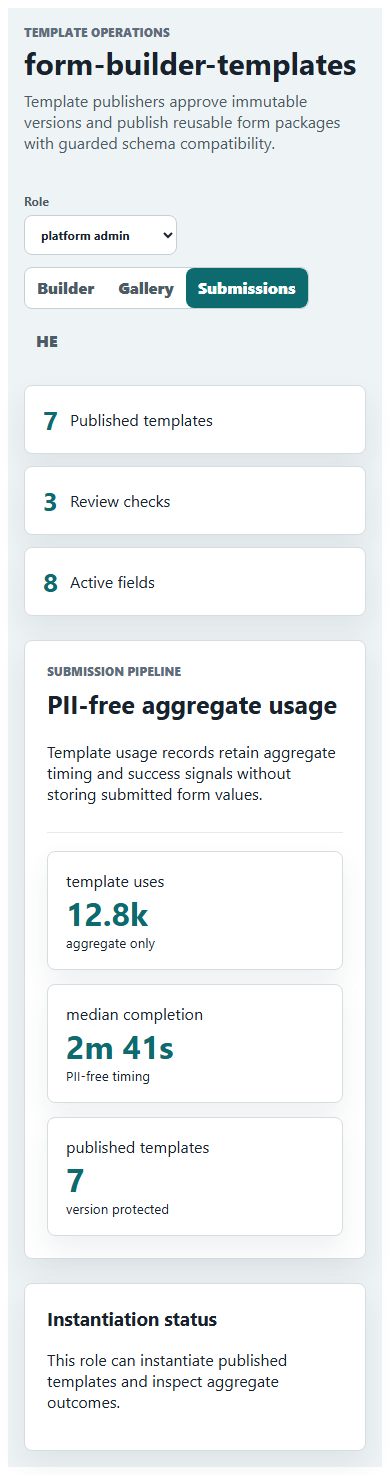 TEMPLATE OPERATIONS
form-builder-templates
Template publishers approve immutable
versions and publish reusable form packages
with guarded schema compatibility.
Role
platform admin
Builder Gallery Submissions
HE
7 Published templates
3 Review checks
8 Active fields
SUBMISSION PIPELINE
PII-free aggregate usage
Template usage records retain aggregate
timing and success signals without
storing submitted form values.
template uses
12.8k
aggregate only
median completion
2m 41s
PII-free timing
published templates
7
version protected
Instantiation status
This role can instantiate published
templates and inspect aggregate
outcomes.